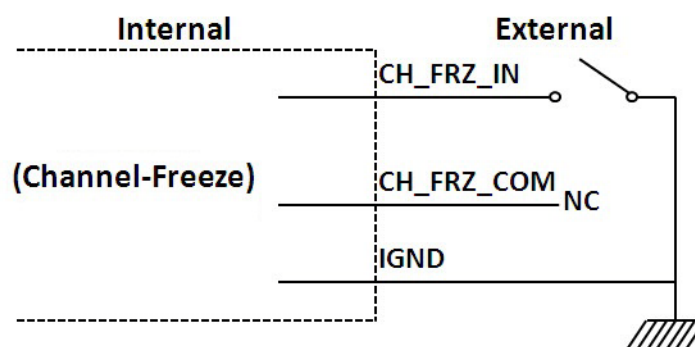 Internal External
CH_FRZ_IN
(Channel-Freeze)
CH_FRZ_COM
NC
IGND